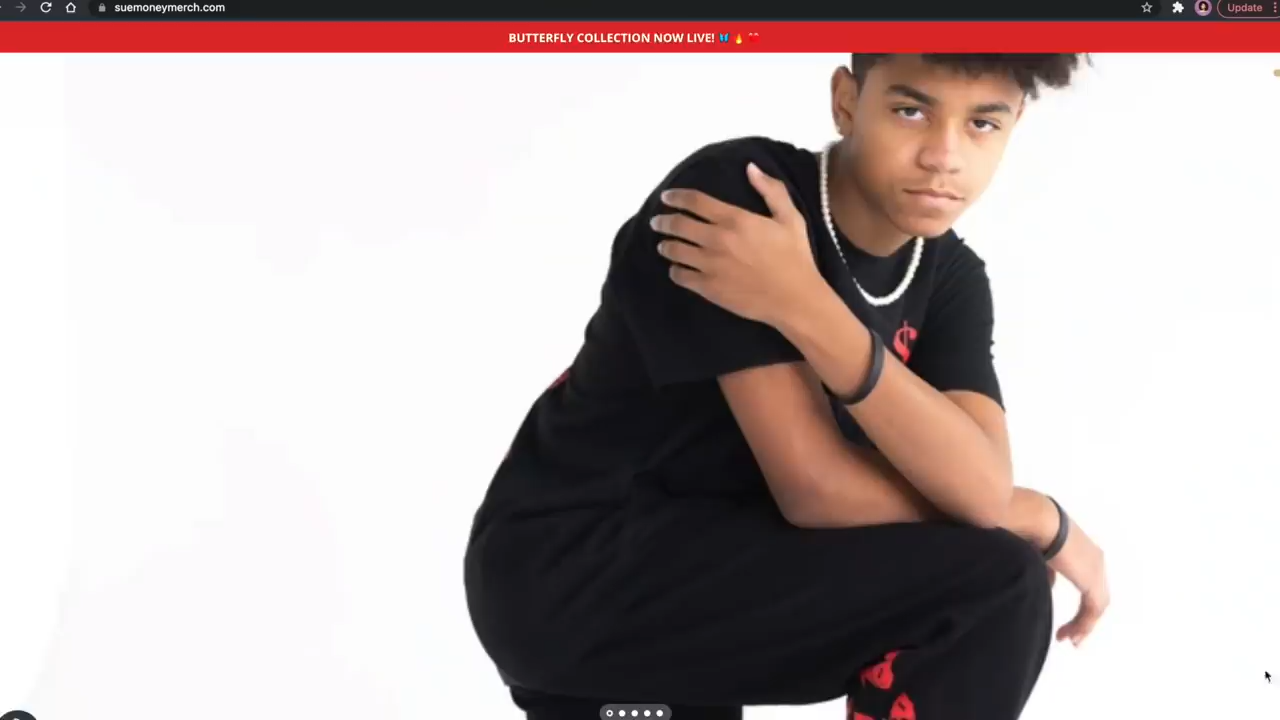 suemoneymerch.com
Update
BUTTERFLY COLLECTION NOW LIVE! 🦋🔥❤️
$